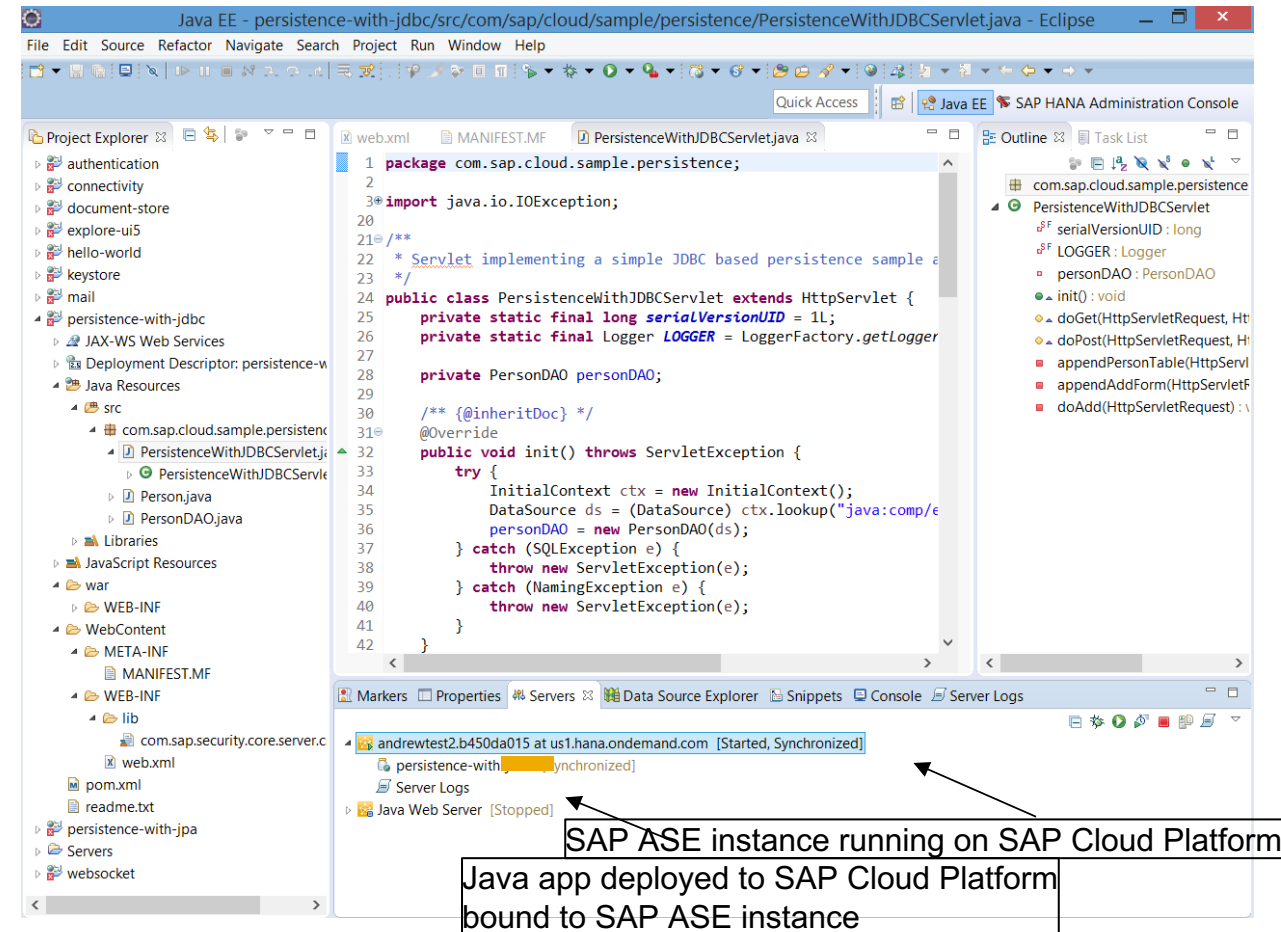 Java EE - persistence-with-jdbc/src/com/sap/cloud/sample/persistence/PersistenceWithJDBCServlet.java - Eclipse
File Edit Source Refactor Navigate Search Project Run Window Help
Quick Access
Java EE
SAP HANA Administration Console
Project Explorer
authentication
connectivity
document-store
explore-ui5
hello-world
keystore
mail
persistence-with-jdbc
JAX-WS Web Services
Deployment Descriptor: persistence-w
Java Resources
src
com.sap.cloud.sample.persistenc
PersistenceWithJDBCServlet.ja
PersistenceWithJDBCServle
Person.java
PersonDAO.java
Libraries
JavaScript Resources
war
WEB-INF
WebContent
META-INF
MANIFEST.MF
WEB-INF
lib
com.sap.security.core.server.c
web.xml
pom.xml
readme.txt
persistence-with-jpa
Servers
websocket
web.xml
MANIFEST.MF
PersistenceWithJDBCServlet.java
1 package com.sap.cloud.sample.persistence;
2
3 import java.io.IOException;
20
21 /**
22 * Servlet implementing a simple JDBC based persistence sample a
23 */
24 public class PersistenceWithJDBCServlet extends HttpServlet {
25 private static final long serialVersionUID = 1L;
26 private static final Logger LOGGER = LoggerFactory.getLogger
27
28 private PersonDAO personDAO;
29
30 /** {@inheritDoc} */
31 @Override
32 public void init() throws ServletException {
33 try {
34 InitialContext ctx = new InitialContext();
35 DataSource ds = (DataSource) ctx.lookup("java:comp/e
36 personDAO = new PersonDAO(ds);
37 } catch (SQLException e) {
38 throw new ServletException(e);
39 } catch (NamingException e) {
40 throw new ServletException(e);
41 }
42 }
Outline
Task List
com.sap.cloud.sample.persistence
PersistenceWithJDBCServlet
serialVersionUID : long
LOGGER : Logger
personDAO : PersonDAO
init() : void
doGet(HttpServletRequest, Htt
doPost(HttpServletRequest, Ht
appendPersonTable(HttpServl
appendAddForm(HttpServletF
doAdd(HttpServletRequest) : v
Markers Properties Servers Data Source Explorer Snippets Console Server Logs
andrewtest2.b450da015 at us1.hana.ondemand.com [Started, Synchronized]
persistence-with ynchronized]
Server Logs
Java Web Server [Stopped]
SAP ASE instance running on SAP Cloud Platform
Java app deployed to SAP Cloud Platform
bound to SAP ASE instance